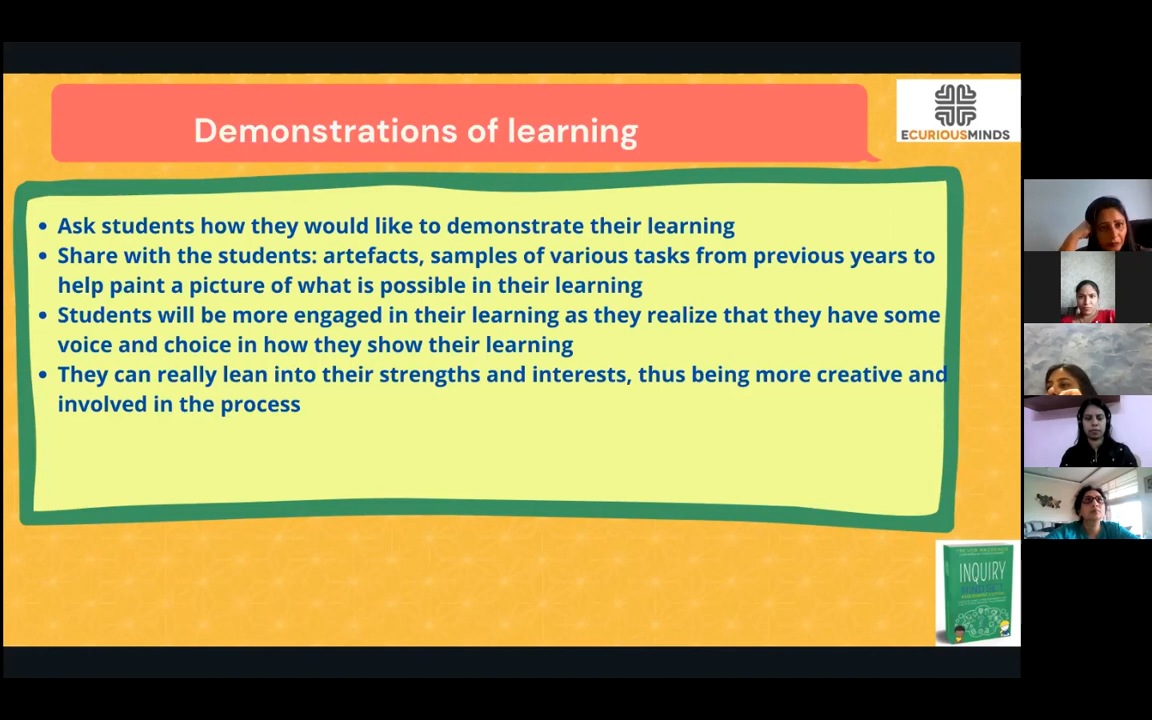 Demonstrations of learning
ECURIOUSMINDS
• Ask students how they would like to demonstrate their learning
• Share with the students: artefacts, samples of various tasks from previous years to
help paint a picture of what is possible in their learning
• Students will be more engaged in their learning as they realize that they have some
voice and choice in how they show their learning
• They can really lean into their strengths and interests, thus being more creative and
involved in the process
INQUIRY